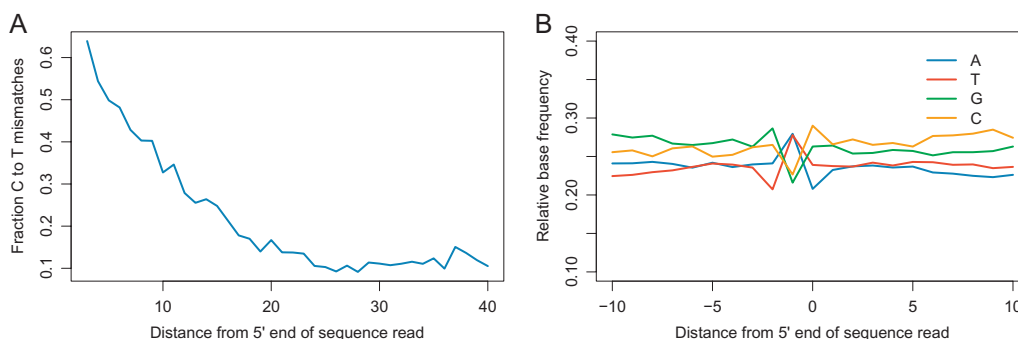 A
Fraction C to T mismatches
0.1 0.2 0.3 0.4 0.5 0.6
10 20 30 40
Distance from 5' end of sequence read
B
Relative base frequency
0.10 0.20 0.30 0.40
−10 −5 0 5 10
Distance from 5' end of sequence read
A
T
G
C